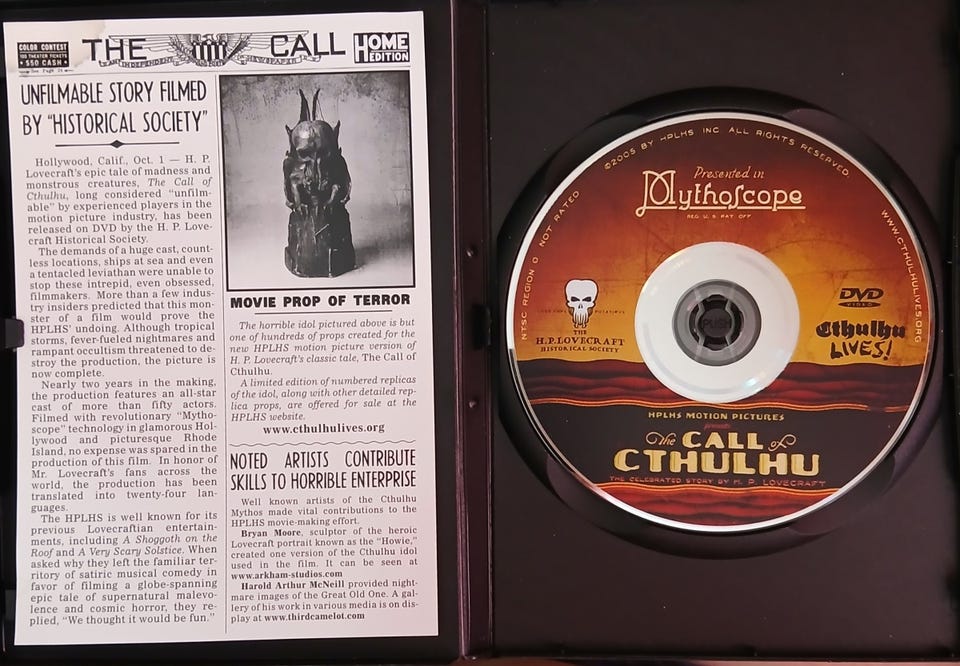 COLOR CONTEST
100 THEATER TICKETS
$50 CASH
See Page 24
THE CALL
AN INDEPENDENT NEWSPAPER
HOME
EDITION
UNFILMABLE STORY FILMED
BY “HISTORICAL SOCIETY”
Hollywood, Calif., Oct. 1 — H. P.
Lovecraft's epic tale of madness and
monstrous creatures, The Call of
Cthulhu, long considered “unfilm-
able” by experienced players in the
motion picture industry, has been
released on DVD by the H. P. Love-
craft Historical Society.
The demands of a huge cast, count-
less locations, ships at sea and even
a tentacled leviathan were unable to
stop these intrepid, even obsessed,
filmmakers. More than a few indus-
try insiders predicted that this mon-
ster of a film would prove the
HPLHS' undoing. Although tropical
storms, fever-fueled nightmares and
rampant occultism threatened to de-
stroy the production, the picture is
now complete.
Nearly two years in the making,
the production features an all-star
cast of more than fifty actors.
Filmed with revolutionary “Mytho-
scope” technology in glamorous Hol-
lywood and picturesque Rhode
Island, no expense was spared in the
production of this film. In honor of
Mr. Lovecraft's fans across the
world, the production has been
translated into twenty-four lan-
guages.
The HPLHS is well known for its
previous Lovecraftian entertain-
ments, including A Shoggoth on the
Roof and A Very Scary Solstice. When
asked why they left the familiar ter-
ritory of satiric musical comedy in
favor of filming a globe-spanning
epic tale of supernatural malevo-
lence and cosmic horror, they re-
plied, “We thought it would be fun.”
MOVIE PROP OF TERROR
The horrible idol pictured above is but
one of hundreds of props created for the
new HPLHS motion picture version of
H. P. Lovecraft's classic tale, The Call of
Cthulhu.
A limited edition of numbered replicas
of the idol, along with other detailed rep-
lica props, are offered for sale at the
HPLHS website.
www.cthulhulives.org
NOTED ARTISTS CONTRIBUTE
SKILLS TO HORRIBLE ENTERPRISE
Well known artists of the Cthulhu
Mythos made vital contributions to the
HPLHS movie-making effort.
Bryan Moore, sculptor of the heroic
Lovecraft portrait known as the “Howie,”
created one version of the Cthulhu idol
used in the film. It can be seen at
www.arkham-studios.com
Harold Arthur McNeill provided night-
mare images of the Great Old One. A gal-
lery of his work in various media is on dis-
play at www.thirdcamelot.com
©2005 BY HPLHS INC ALL RIGHTS RESERVED.
NTSC REGION 0 NOT RATED
WWW.CTHULHULIVES.ORG
Presented in
Mythoscope
REG. U.S. PAT. OFF
THE
H.P. LOVECRAFT
HISTORICAL SOCIETY
DVD
VIDEO
Cthulhu
LIVES!
PUSH
HPLHS MOTION PICTURES
presents
The CALL of
CTHULHU
THE CELEBRATED STORY BY H. P. LOVECRAFT